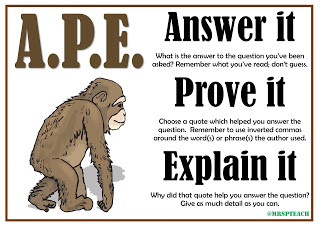 A.P.E.
Answer it
What is the answer to the question you've been
asked? Remember what you've read; don't guess.
Prove it
Choose a quote which helped you answer the
question. Remember to use inverted commas
around the word(s) or phrase(s) the author used.
Explain it
Why did that quote help you answer the question?
Give as much detail as you can.
@MRSPTEACH